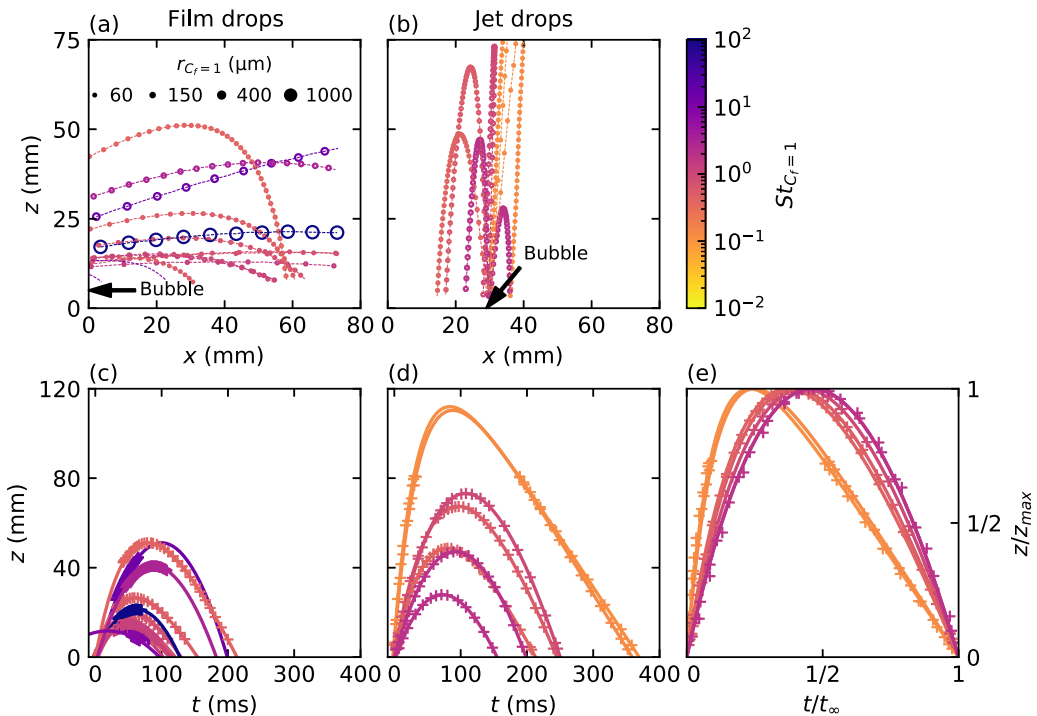 Film drops
Jet drops
(a)
(b)
75
50
25
0
z (mm)
r_{C_f=1} (μm)
60 150 400 1000
Bubble
0 20 40 60 80
x (mm)
Bubble
0 20 40 60 80
x (mm)
10^2
10^1
10^0
10^{-1}
10^{-2}
St_{C_f=1}
(c)
(d)
(e)
120
80
40
0
z (mm)
0 100 200 300 400
t (ms)
0 100 200 300 400
t (ms)
1
1/2
0
z/z_{max}
0 1/2 1
t/t_∞